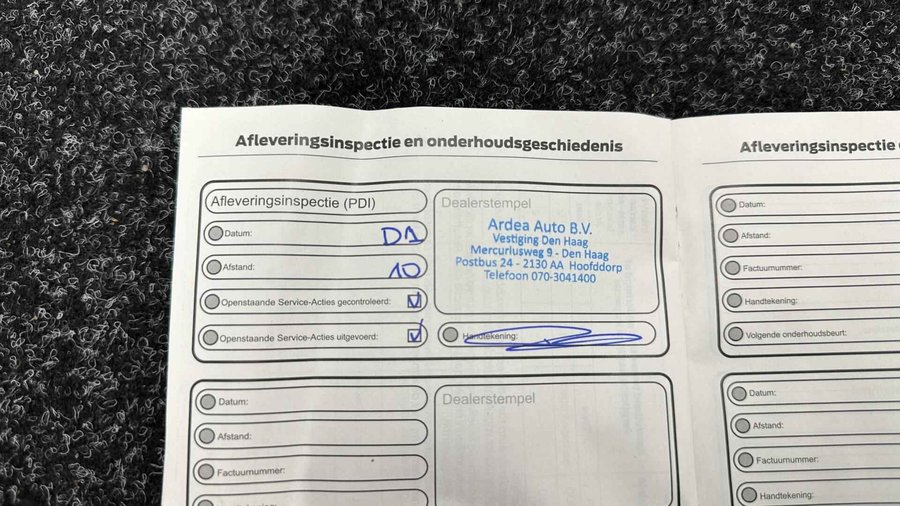 Afleveringsinspectie en onderhoudsgeschiedenis
Afleveringsinspectie (PDI)
Datum: D1
Afstand: 10
Openstaande Service-Acties gecontroleerd:
Openstaande Service-Acties uitgevoerd:
Dealerstempel
Ardea Auto B.V.
Vestiging Den Haag
Mercuriusweg 9 - Den Haag
Postbus 24 - 2130 AA Hoofddorp
Telefoon 070-3041400
Handtekening:
Datum:
Afstand:
Factuurnummer:
Dealerstempel
Afleveringsinspectie
Datum:
Afstand:
Factuurnummer:
Handtekening:
Volgende onderhoudsbeurt:
Datum:
Afstand:
Factuurnummer:
Handtekening: